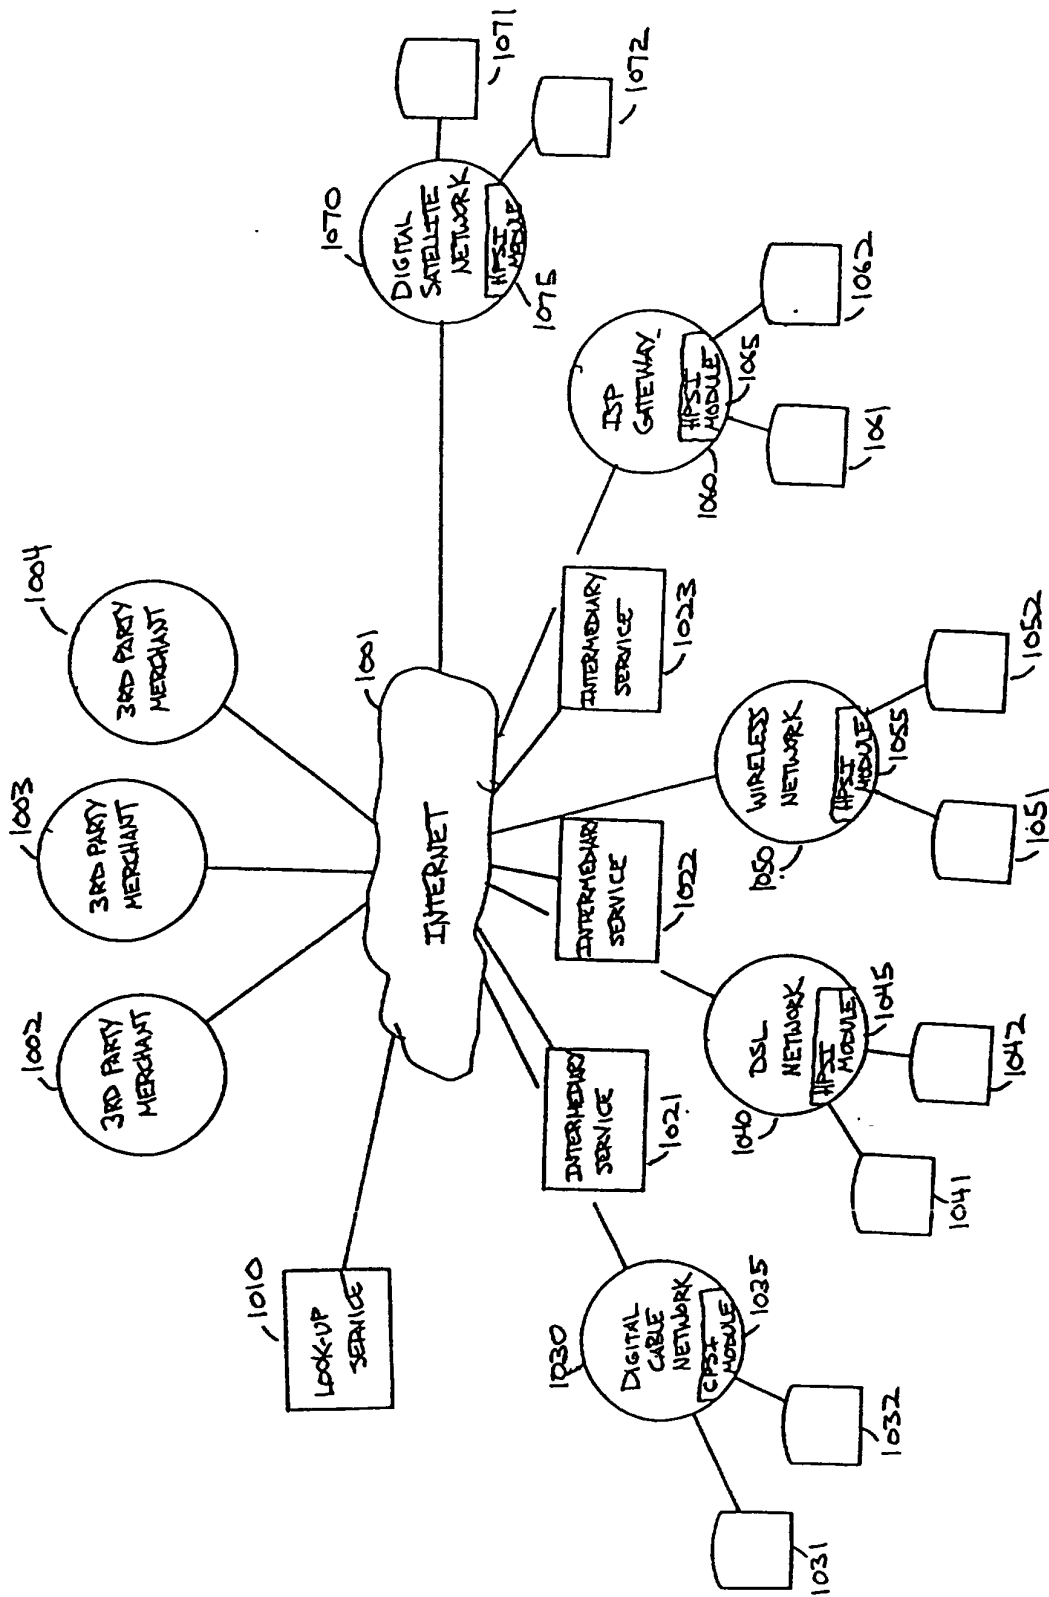 1002
3RD PARTY
MERCHANT
1003
3RD PARTY
MERCHANT
1004
3RD PARTY
MERCHANT
1010
LOOK-UP
SERVICE
1001
INTERNET
1070
DIGITAL
SATELLITE
NETWORK
HPSI
MODULE
1075
1071
1072
INTERMEDIARY
SERVICE
1021
INTERMEDIARY
SERVICE
1022
INTERMEDIARY
SERVICE
1023
ISP
GATEWAY
HPSI
MODULE
1060
1065
1061
1062
1030
DIGITAL
CABLE
NETWORK
CPSI
MODULE
1035
1031
1032
DSL
NETWORK
HPSI
MODULE
1040
1045
1041
1042
WIRELESS
NETWORK
HPSI
MODULE
1050
1055
1051
1052